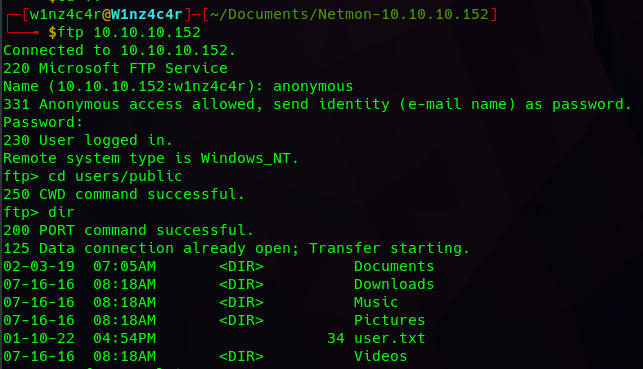 [w1nz4c4r@W1nz4c4r]─[~/Documents/Netmon-10.10.10.152]
$ftp 10.10.10.152
Connected to 10.10.10.152.
220 Microsoft FTP Service
Name (10.10.10.152:w1nz4c4r): anonymous
331 Anonymous access allowed, send identity (e-mail name) as password.
Password:
230 User logged in.
Remote system type is Windows_NT.
ftp> cd users/public
250 CWD command successful.
ftp> dir
200 PORT command successful.
125 Data connection already open; Transfer starting.
02-03-19  07:05AM       <DIR>          Documents
07-16-16  08:18AM       <DIR>          Downloads
07-16-16  08:18AM       <DIR>          Music
07-16-16  08:18AM       <DIR>          Pictures
01-10-22  04:54PM                   34 user.txt
07-16-16  08:18AM       <DIR>          Videos